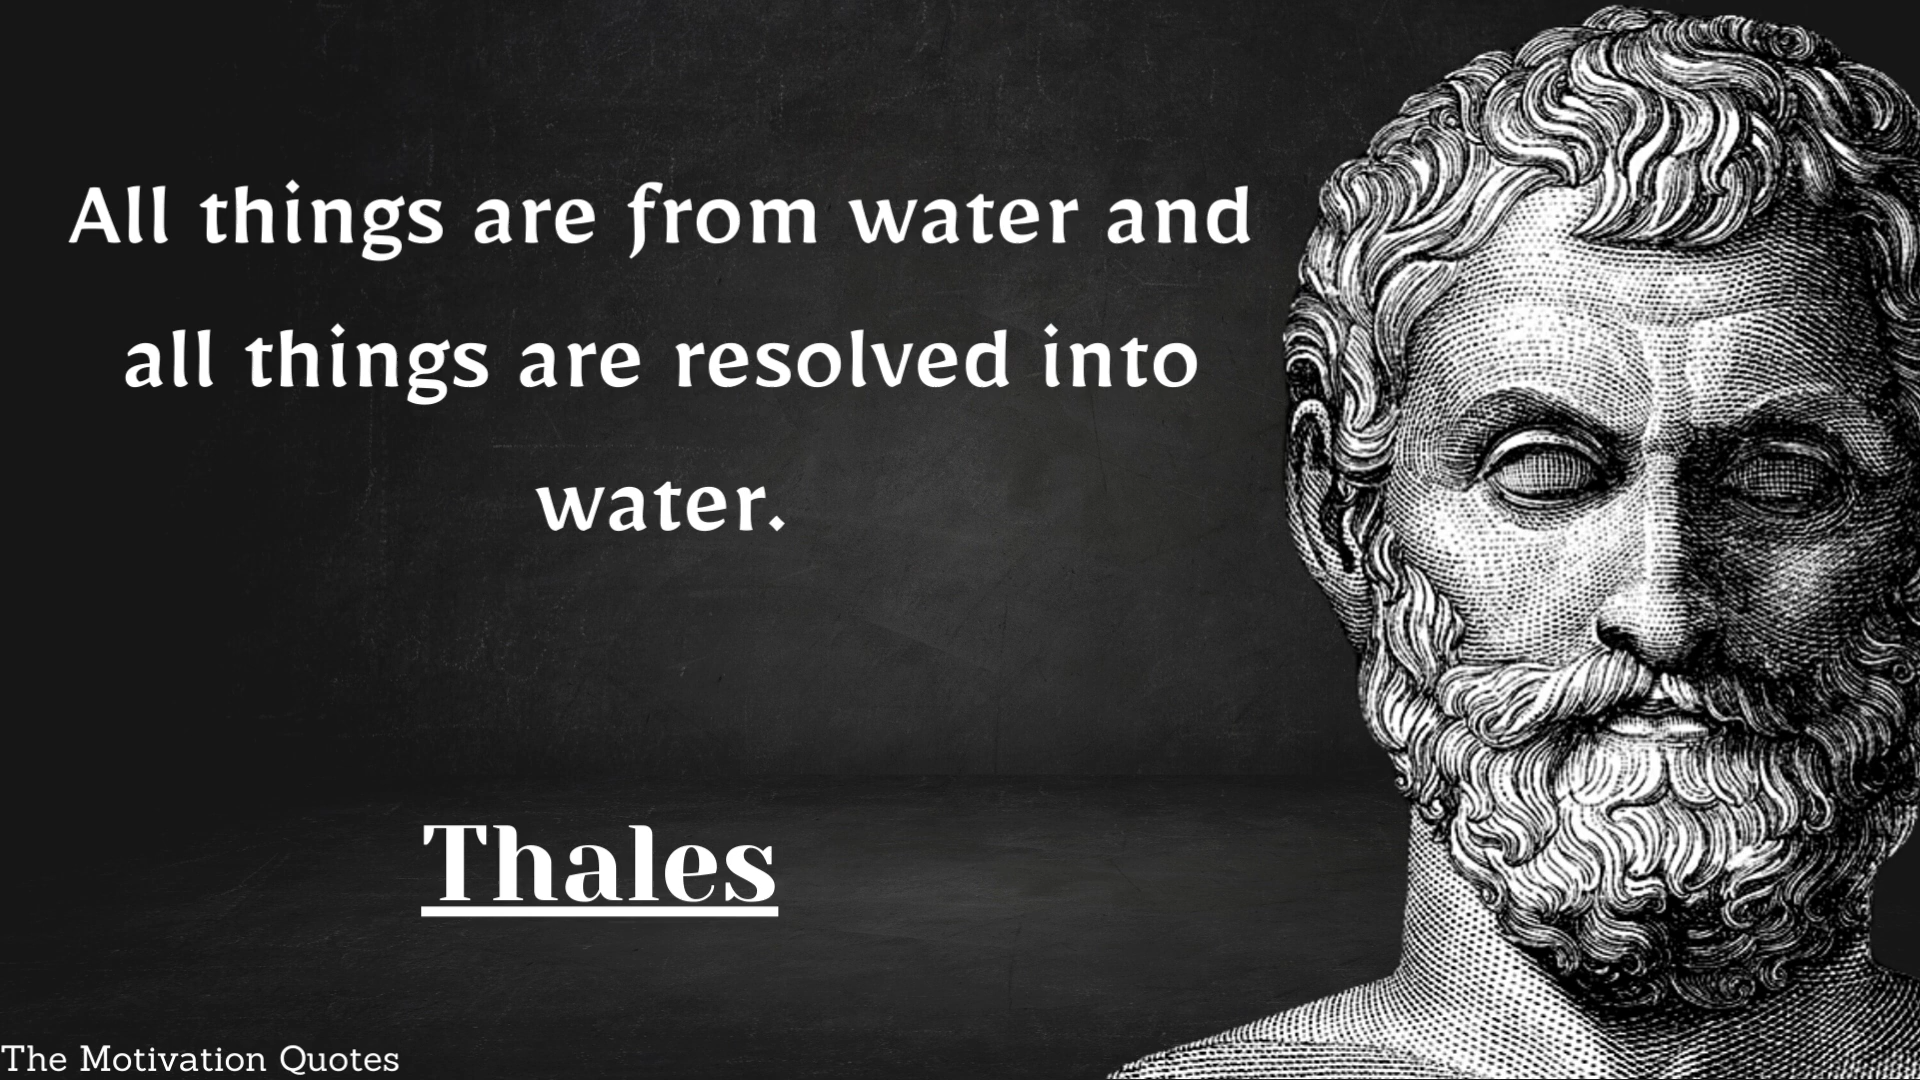 All things are from water and
all things are resolved into
water.
Thales
The Motivation Quotes